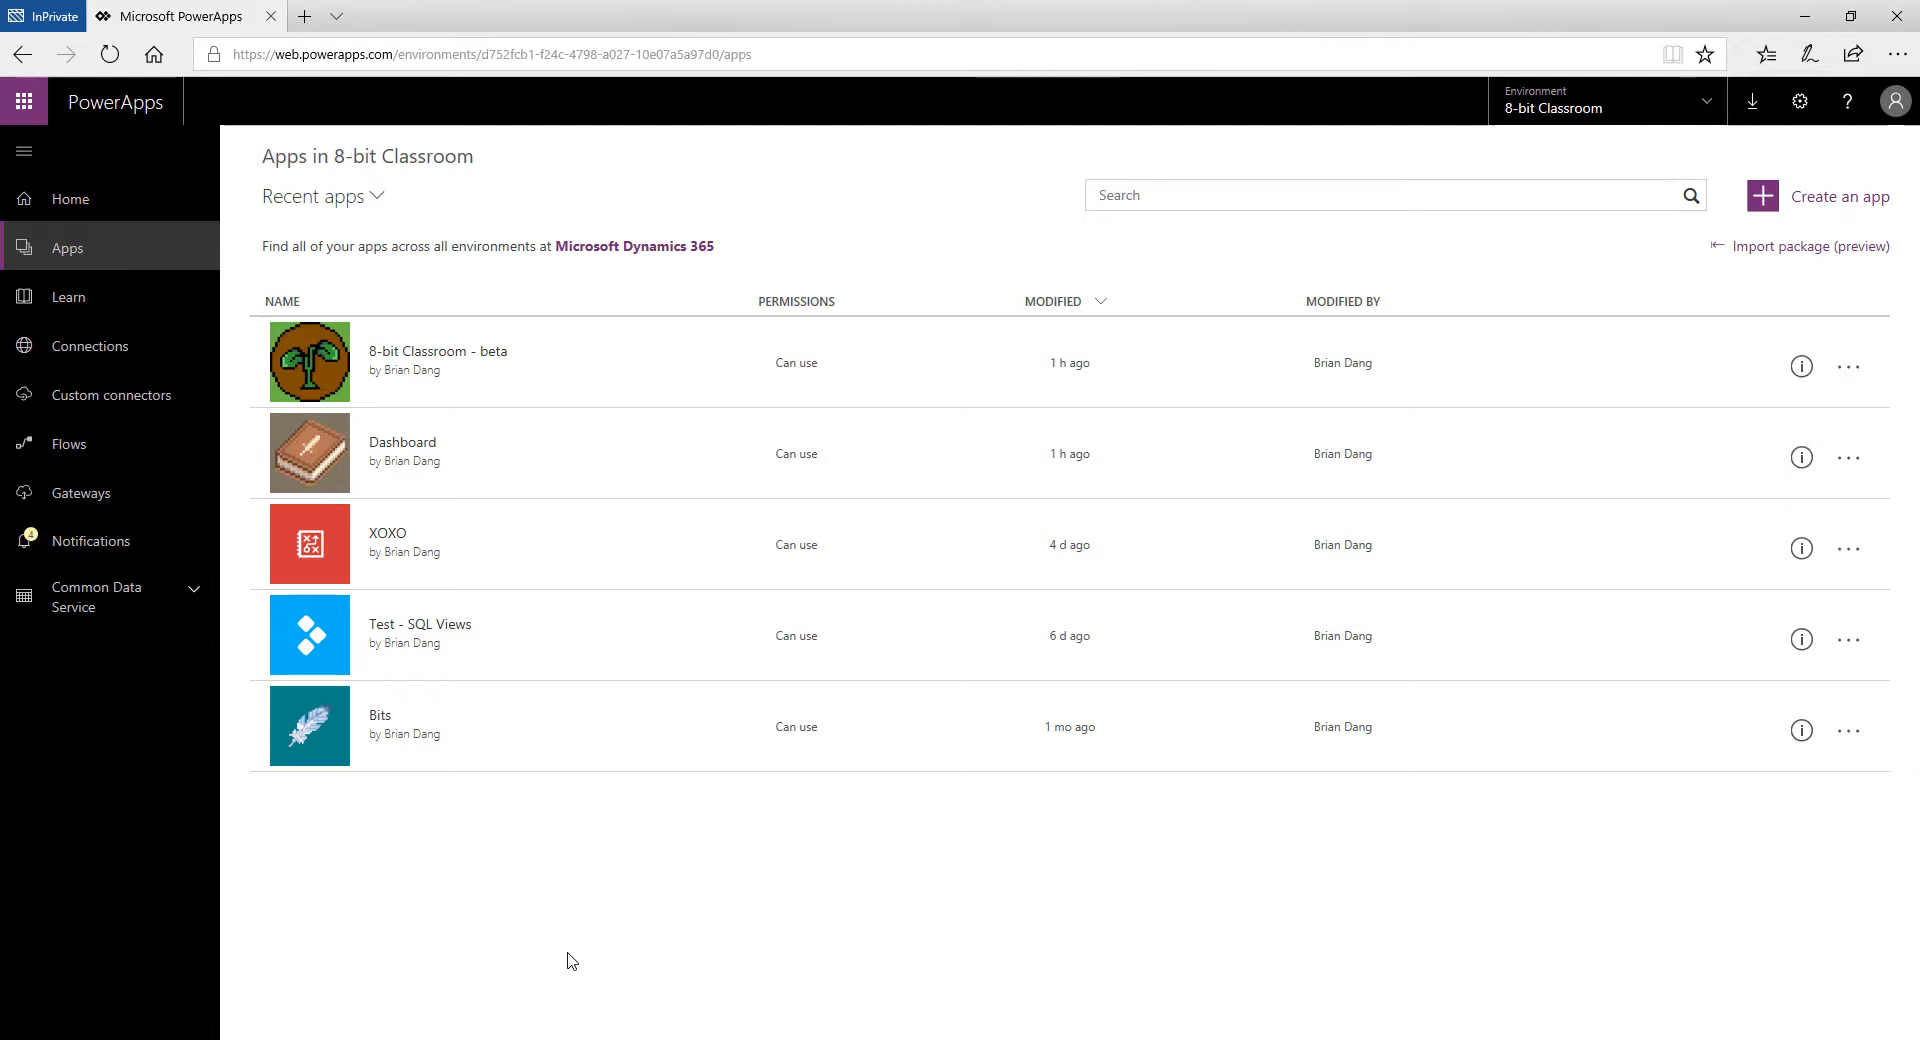 InPrivate
Microsoft PowerApps
https://web.powerapps.com/environments/d752fcb1-f24c-4798-a027-10e07a5a97d0/apps
PowerApps
Environment
8-bit Classroom
?
Home
Apps
Learn
Connections
Custom connectors
Flows
Gateways
4
Notifications
Common Data
Service
Apps in 8-bit Classroom
Recent apps
Search
Create an app
Find all of your apps across all environments at Microsoft Dynamics 365
Import package (preview)
NAME PERMISSIONS MODIFIED MODIFIED BY
8-bit Classroom - beta
by Brian Dang
Can use 1 h ago Brian Dang
Dashboard
by Brian Dang
Can use 1 h ago Brian Dang
XOXO
by Brian Dang
Can use 4 d ago Brian Dang
Test - SQL Views
by Brian Dang
Can use 6 d ago Brian Dang
Bits
by Brian Dang
Can use 1 mo ago Brian Dang